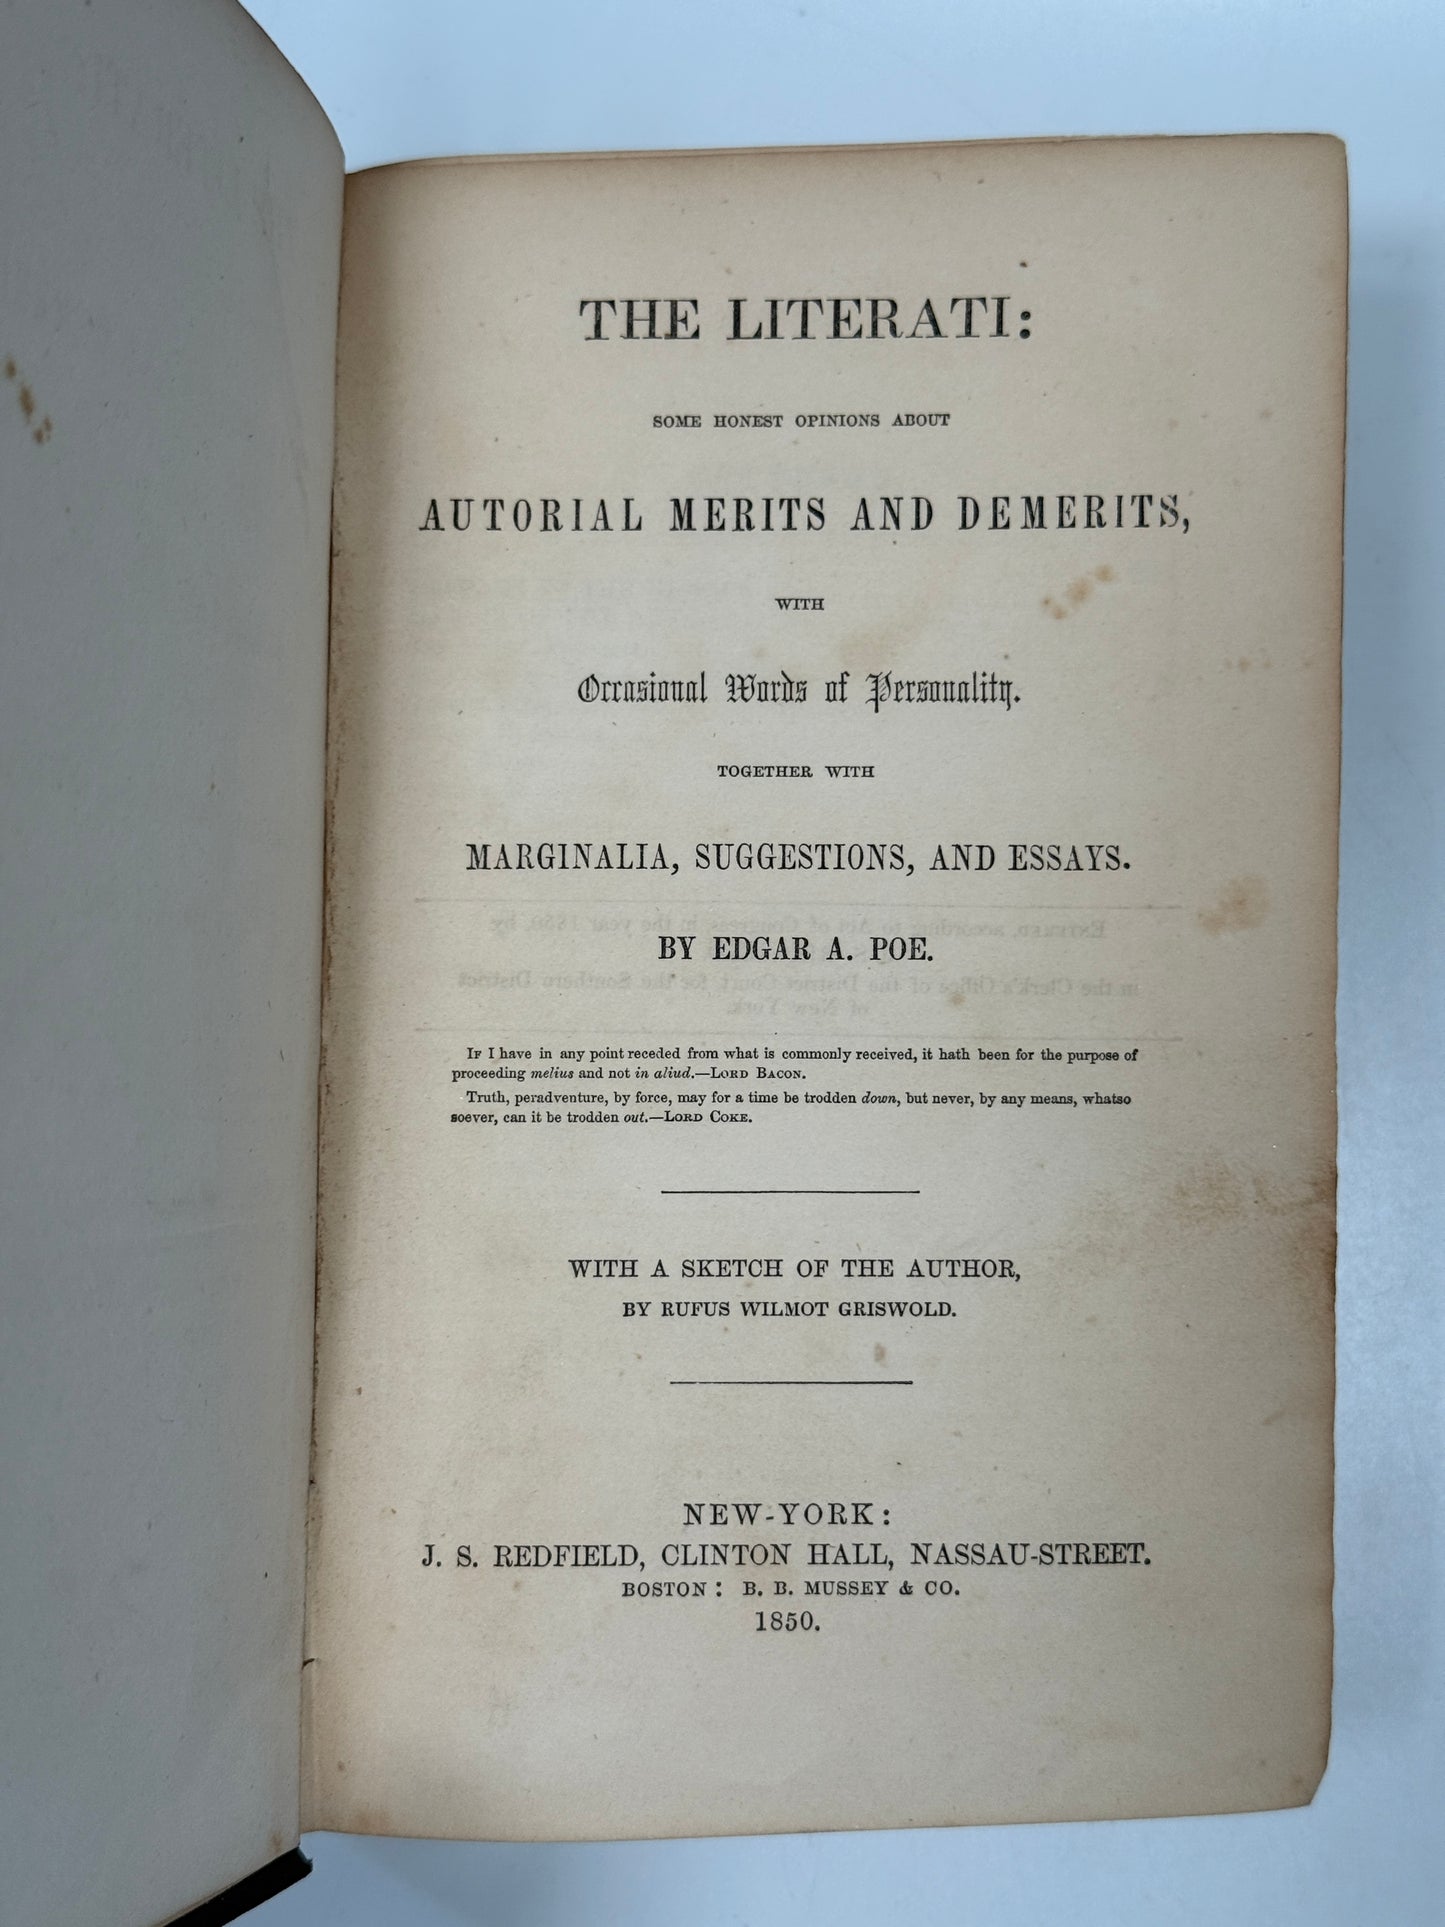 THE LITERATI:
SOME HONEST OPINIONS ABOUT
AUTORIAL MERITS AND DEMERITS,
WITH
Occasional Words of Personality.
TOGETHER WITH
MARGINALIA, SUGGESTIONS, AND ESSAYS.
BY EDGAR A. POE.
IF I have in any point receded from what is commonly received, it hath been for the purpose of
proceeding melius and not in aliud.—LORD BACON.
Truth, peradventure, by force, may for a time be trodden down, but never, by any means, whatso
soever, can it be trodden out.—LORD COKE.
WITH A SKETCH OF THE AUTHOR,
BY RUFUS WILMOT GRISWOLD.
NEW-YORK:
J. S. REDFIELD, CLINTON HALL, NASSAU-STREET.
BOSTON: B. B. MUSSEY & CO.
1850.